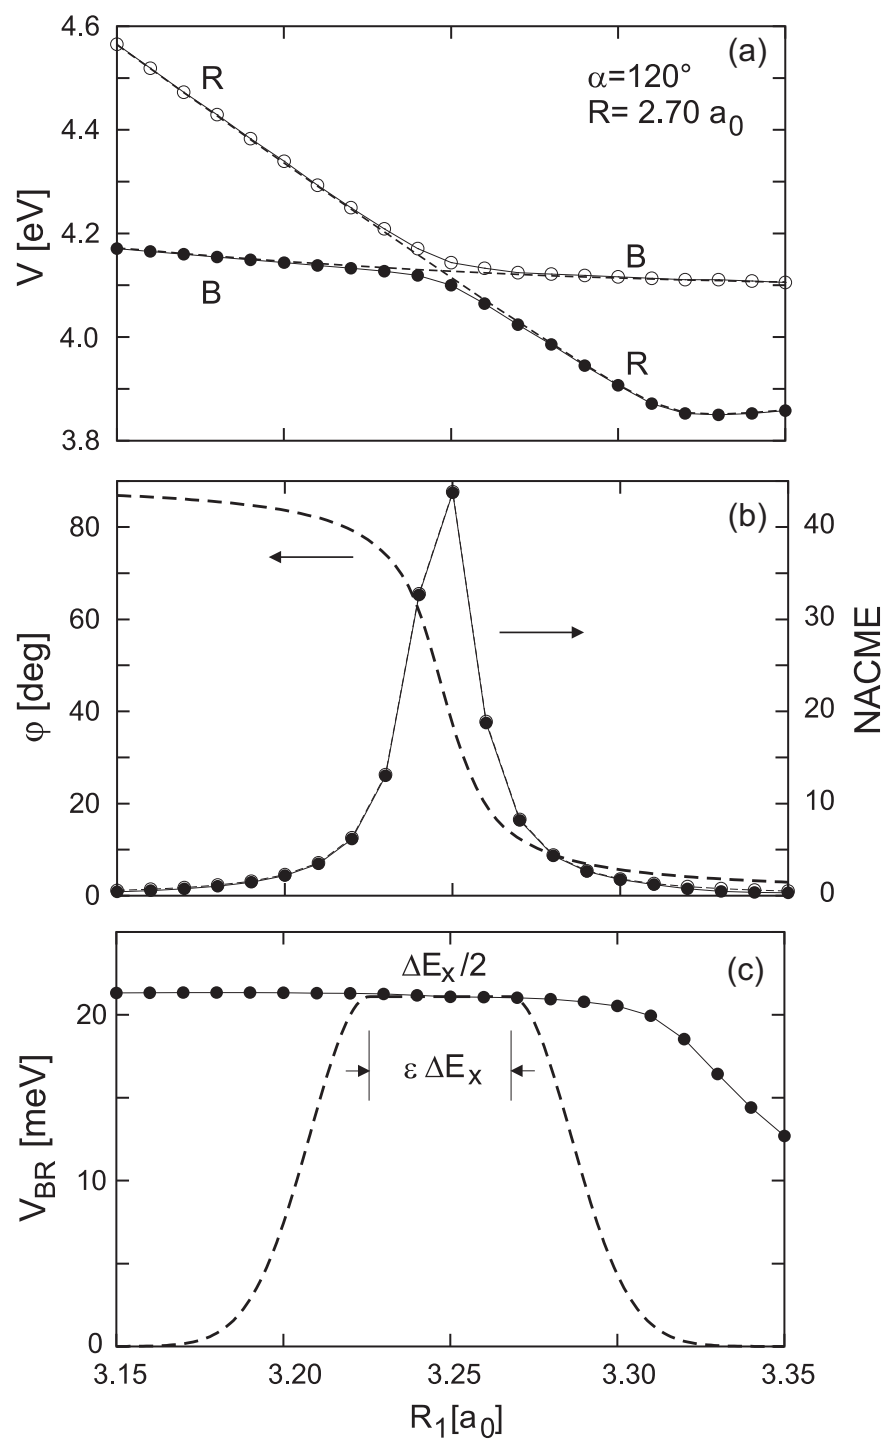 4.6
(a)
R
α=120°
R= 2.70 a₀
4.4
V [eV]
4.2
B
B
4.0
R
3.8
(b)
80
40
60
30
φ [deg]
NACME
40
20
20
10
0
0
(c)
ΔEₓ/2
20
ε ΔEₓ
V_BR [meV]
10
0
3.15
3.20
3.25
3.30
3.35
R₁[a₀]